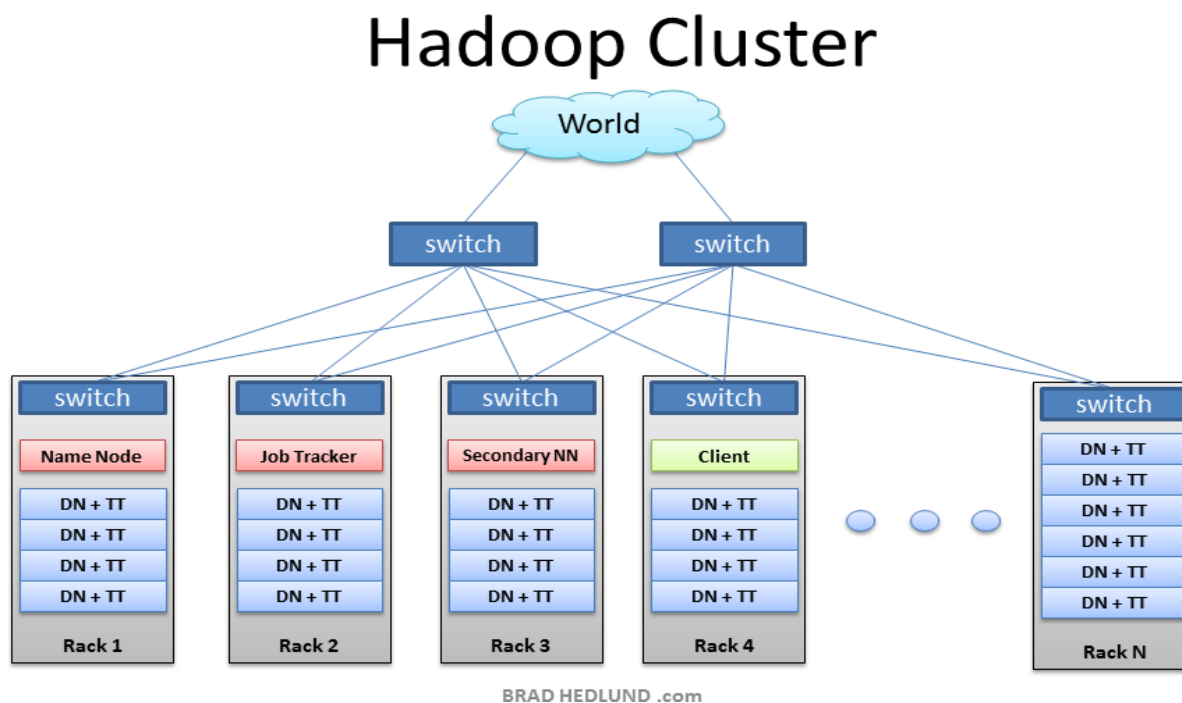 Hadoop Cluster
World
switch
switch
switch
Name Node
DN + TT
DN + TT
DN + TT
DN + TT
Rack 1
switch
Job Tracker
DN + TT
DN + TT
DN + TT
DN + TT
Rack 2
switch
Secondary NN
DN + TT
DN + TT
DN + TT
DN + TT
Rack 3
switch
Client
DN + TT
DN + TT
DN + TT
DN + TT
Rack 4
switch
DN + TT
DN + TT
DN + TT
DN + TT
DN + TT
DN + TT
Rack N
BRAD HEDLUND .com